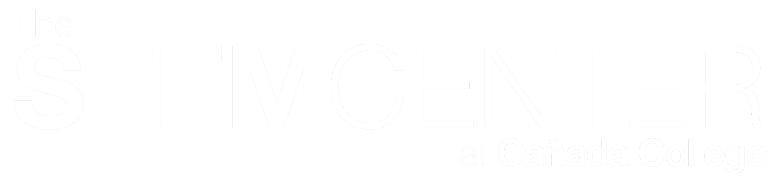 The
STEM CENTER
at Cañada College